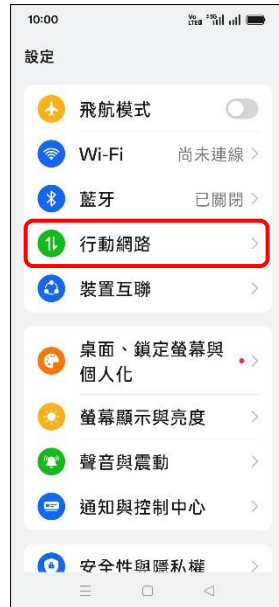 10:00
設定
飛航模式
Wi-Fi 尚未連線
藍牙 已關閉
行動網路
裝置互聯
桌面、鎖定螢幕與
個人化
螢幕顯示與亮度
聲音與震動
通知與控制中心
安全性與隱私權